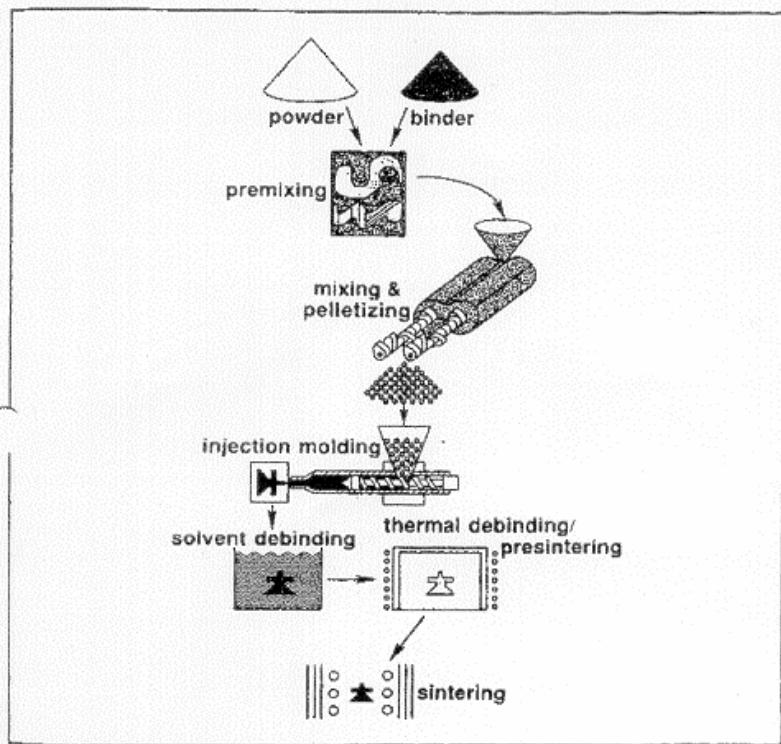 powder
binder
premixing
mixing &
pelletizing
injection molding
solvent debinding
thermal debinding/
presintering
sintering